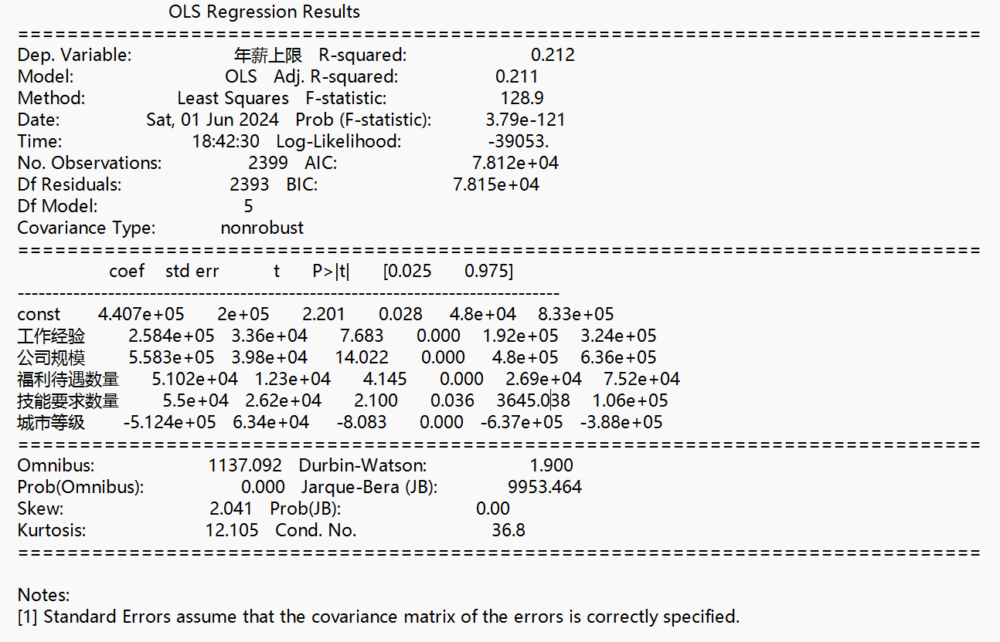 OLS Regression Results
==============================================================================
Dep. Variable: 年薪上限 R-squared: 0.212
Model: OLS Adj. R-squared: 0.211
Method: Least Squares F-statistic: 128.9
Date: Sat, 01 Jun 2024 Prob (F-statistic): 3.79e-121
Time: 18:42:30 Log-Likelihood: -39053.
No. Observations: 2399 AIC: 7.812e+04
Df Residuals: 2393 BIC: 7.815e+04
Df Model: 5
Covariance Type: nonrobust
==============================================================================
coef std err t P>|t| [0.025 0.975]
------------------------------------------------------------------------------
const 4.407e+05 2e+05 2.201 0.028 4.8e+04 8.33e+05
工作经验 2.584e+05 3.36e+04 7.683 0.000 1.92e+05 3.24e+05
公司规模 5.583e+05 3.98e+04 14.022 0.000 4.8e+05 6.36e+05
福利待遇数量 5.102e+04 1.23e+04 4.145 0.000 2.69e+04 7.52e+04
技能要求数量 5.5e+04 2.62e+04 2.100 0.036 3645.038 1.06e+05
城市等级 -5.124e+05 6.34e+04 -8.083 0.000 -6.37e+05 -3.88e+05
==============================================================================
Omnibus: 1137.092 Durbin-Watson: 1.900
Prob(Omnibus): 0.000 Jarque-Bera (JB): 9953.464
Skew: 2.041 Prob(JB): 0.00
Kurtosis: 12.105 Cond. No. 36.8
==============================================================================
Notes:
[1] Standard Errors assume that the covariance matrix of the errors is correctly specified.